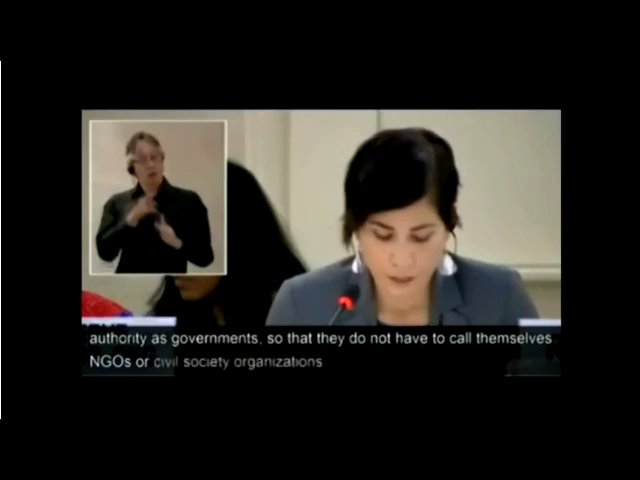 authority as governments, so that they do not have to call themselves
NGOs or civil society organizations